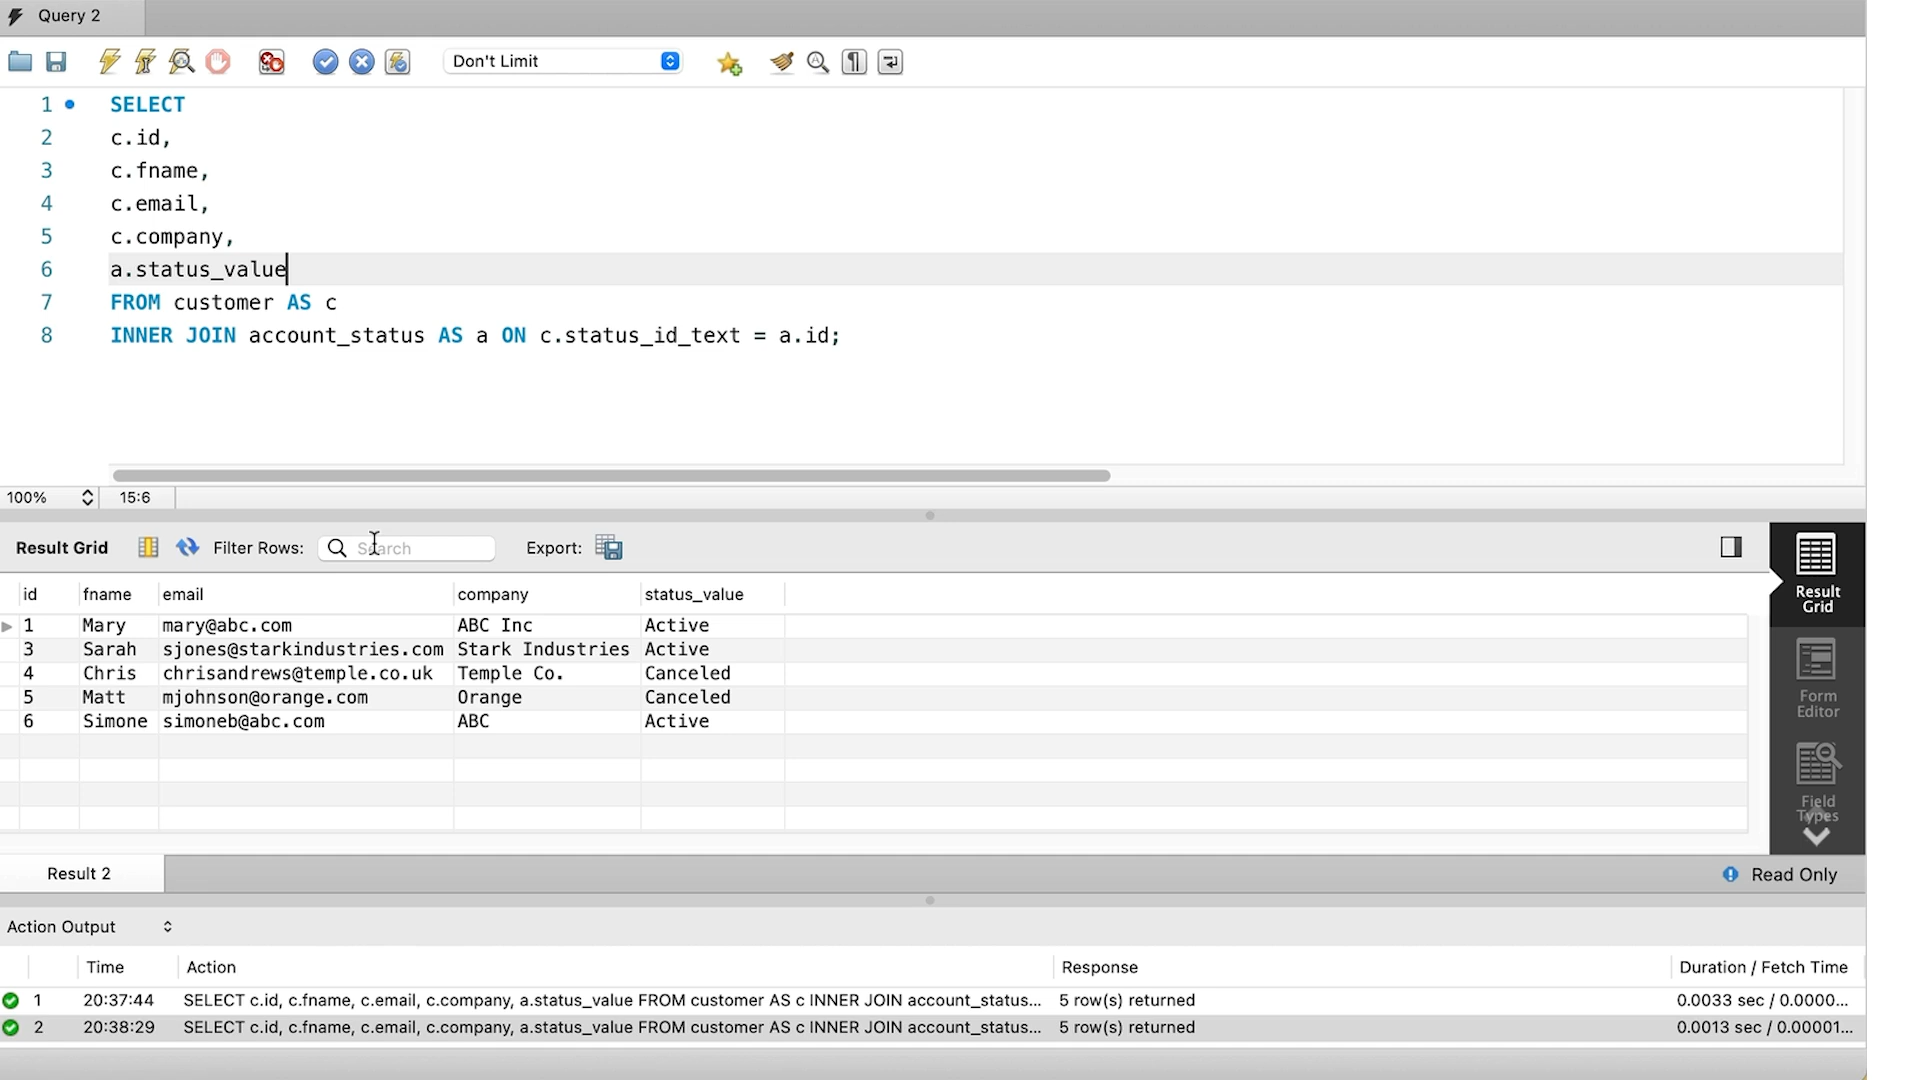 Query 2
Don't Limit
1 SELECT
2 c.id,
3 c.fname,
4 c.email,
5 c.company,
6 a.status_value
7 FROM customer AS c
8 INNER JOIN account_status AS a ON c.status_id_text = a.id;
100% 15:6
Result Grid Filter Rows: Search Export:
id fname email company status_value
1 Mary mary@abc.com ABC Inc Active
3 Sarah sjones@starkindustries.com Stark Industries Active
4 Chris chrisandrews@temple.co.uk Temple Co. Canceled
5 Matt mjohnson@orange.com Orange Canceled
6 Simone simoneb@abc.com ABC Active
Result
Grid
Form
Editor
Field
Types
Result 2 Read Only
Action Output
Time Action Response Duration / Fetch Time
1 20:37:44 SELECT c.id, c.fname, c.email, c.company, a.status_value FROM customer AS c INNER JOIN account_status... 5 row(s) returned 0.0033 sec / 0.0000...
2 20:38:29 SELECT c.id, c.fname, c.email, c.company, a.status_value FROM customer AS c INNER JOIN account_status... 5 row(s) returned 0.0013 sec / 0.00001...